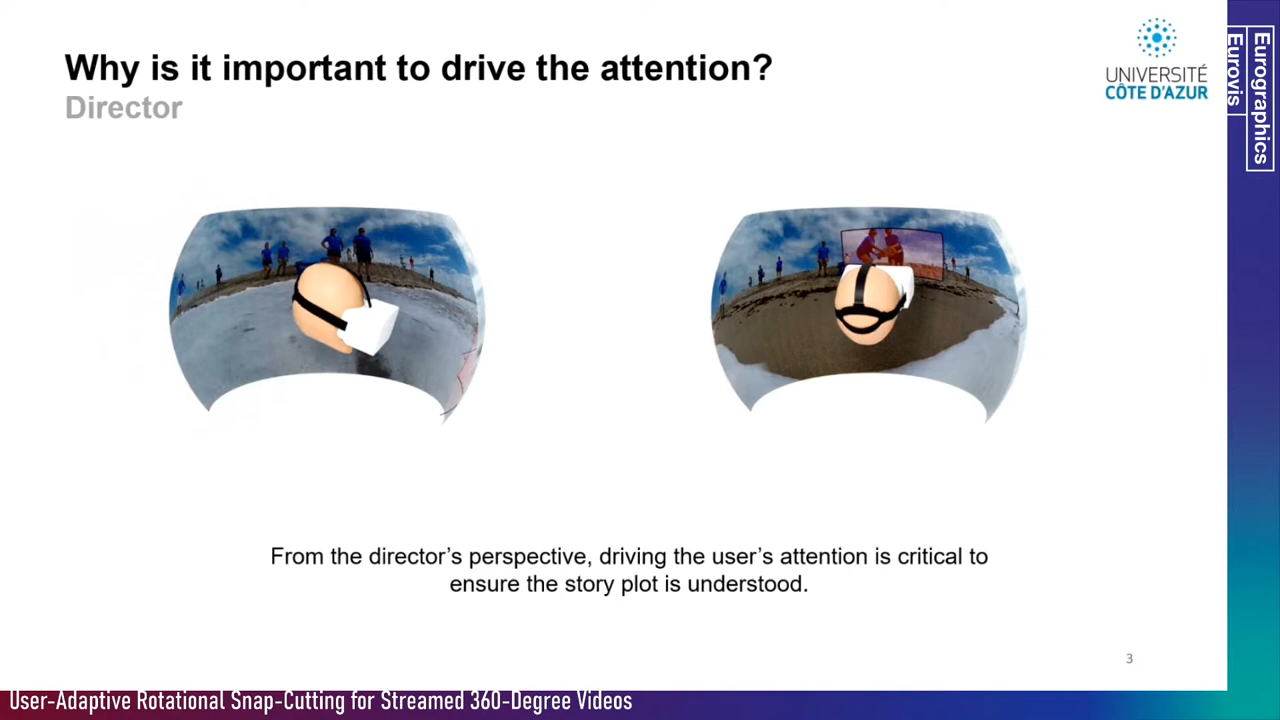 Why is it important to drive the attention?
Director
UNIVERSITÉ
CÔTE D'AZUR
Eurographics
Eurovis
From the director's perspective, driving the user's attention is critical to
ensure the story plot is understood.
3
User-Adaptive Rotational Snap-Cutting for Streamed 360-Degree Videos